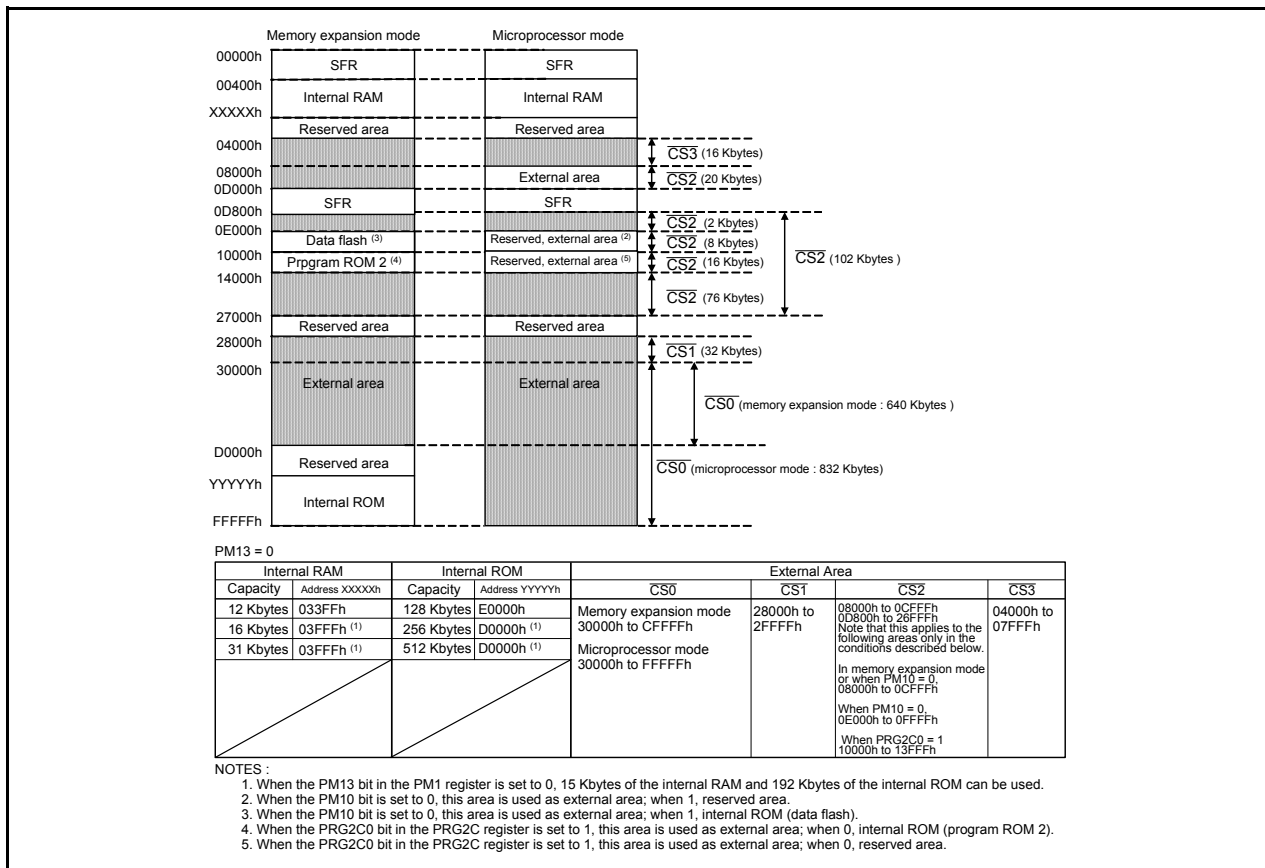 Memory expansion mode Microprocessor mode
00000h SFR SFR
00400h
Internal RAM Internal RAM
XXXXXh
Reserved area Reserved area
04000h
CS3 (16 Kbytes)
08000h External area CS2 (20 Kbytes)
0D000h
SFR SFR
0D800h
CS2 (2 Kbytes)
0E000h
Data flash (3) Reserved, external area (2) CS2 (8 Kbytes)
CS2 (102 Kbytes )
10000h
Prpgram ROM 2 (4) Reserved, external area (5) CS2 (16 Kbytes)
14000h
CS2 (76 Kbytes)
27000h
Reserved area Reserved area
28000h
CS1 (32 Kbytes)
30000h
External area External area
CS0 (memory expansion mode : 640 Kbytes )
D0000h
Reserved area
CS0 (microprocessor mode : 832 Kbytes)
YYYYYh
Internal ROM
FFFFFh
PM13 = 0
Internal RAM Internal ROM External Area
Capacity Address XXXXXh Capacity Address YYYYYh CS0 CS1 CS2 CS3
12 Kbytes 033FFh 128 Kbytes E0000h
16 Kbytes 03FFFh (1) 256 Kbytes D0000h (1)
31 Kbytes 03FFFh (1) 512 Kbytes D0000h (1)
Memory expansion mode
30000h to CFFFFh
Microprocessor mode
30000h to FFFFFh
28000h to
2FFFFh
08000h to 0CFFFh
0D800h to 26FFFh
Note that this applies to the
following areas only in the
conditions described below.
In memory expansion mode
or when PM10 = 0,
08000h to 0CFFFh
When PM10 = 0,
0E000h to 0FFFFh
When PRG2C0 = 1
10000h to 13FFFh
04000h to
07FFFh
NOTES :
1. When the PM13 bit in the PM1 register is set to 0, 15 Kbytes of the internal RAM and 192 Kbytes of the internal ROM can be used.
2. When the PM10 bit is set to 0, this area is used as external area; when 1, reserved area.
3. When the PM10 bit is set to 0, this area is used as external area; when 1, internal ROM (data flash).
4. When the PRG2C0 bit in the PRG2C register is set to 1, this area is used as external area; when 0, internal ROM (program ROM 2).
5. When the PRG2C0 bit in the PRG2C register is set to 1, this area is used as external area; when 0, reserved area.